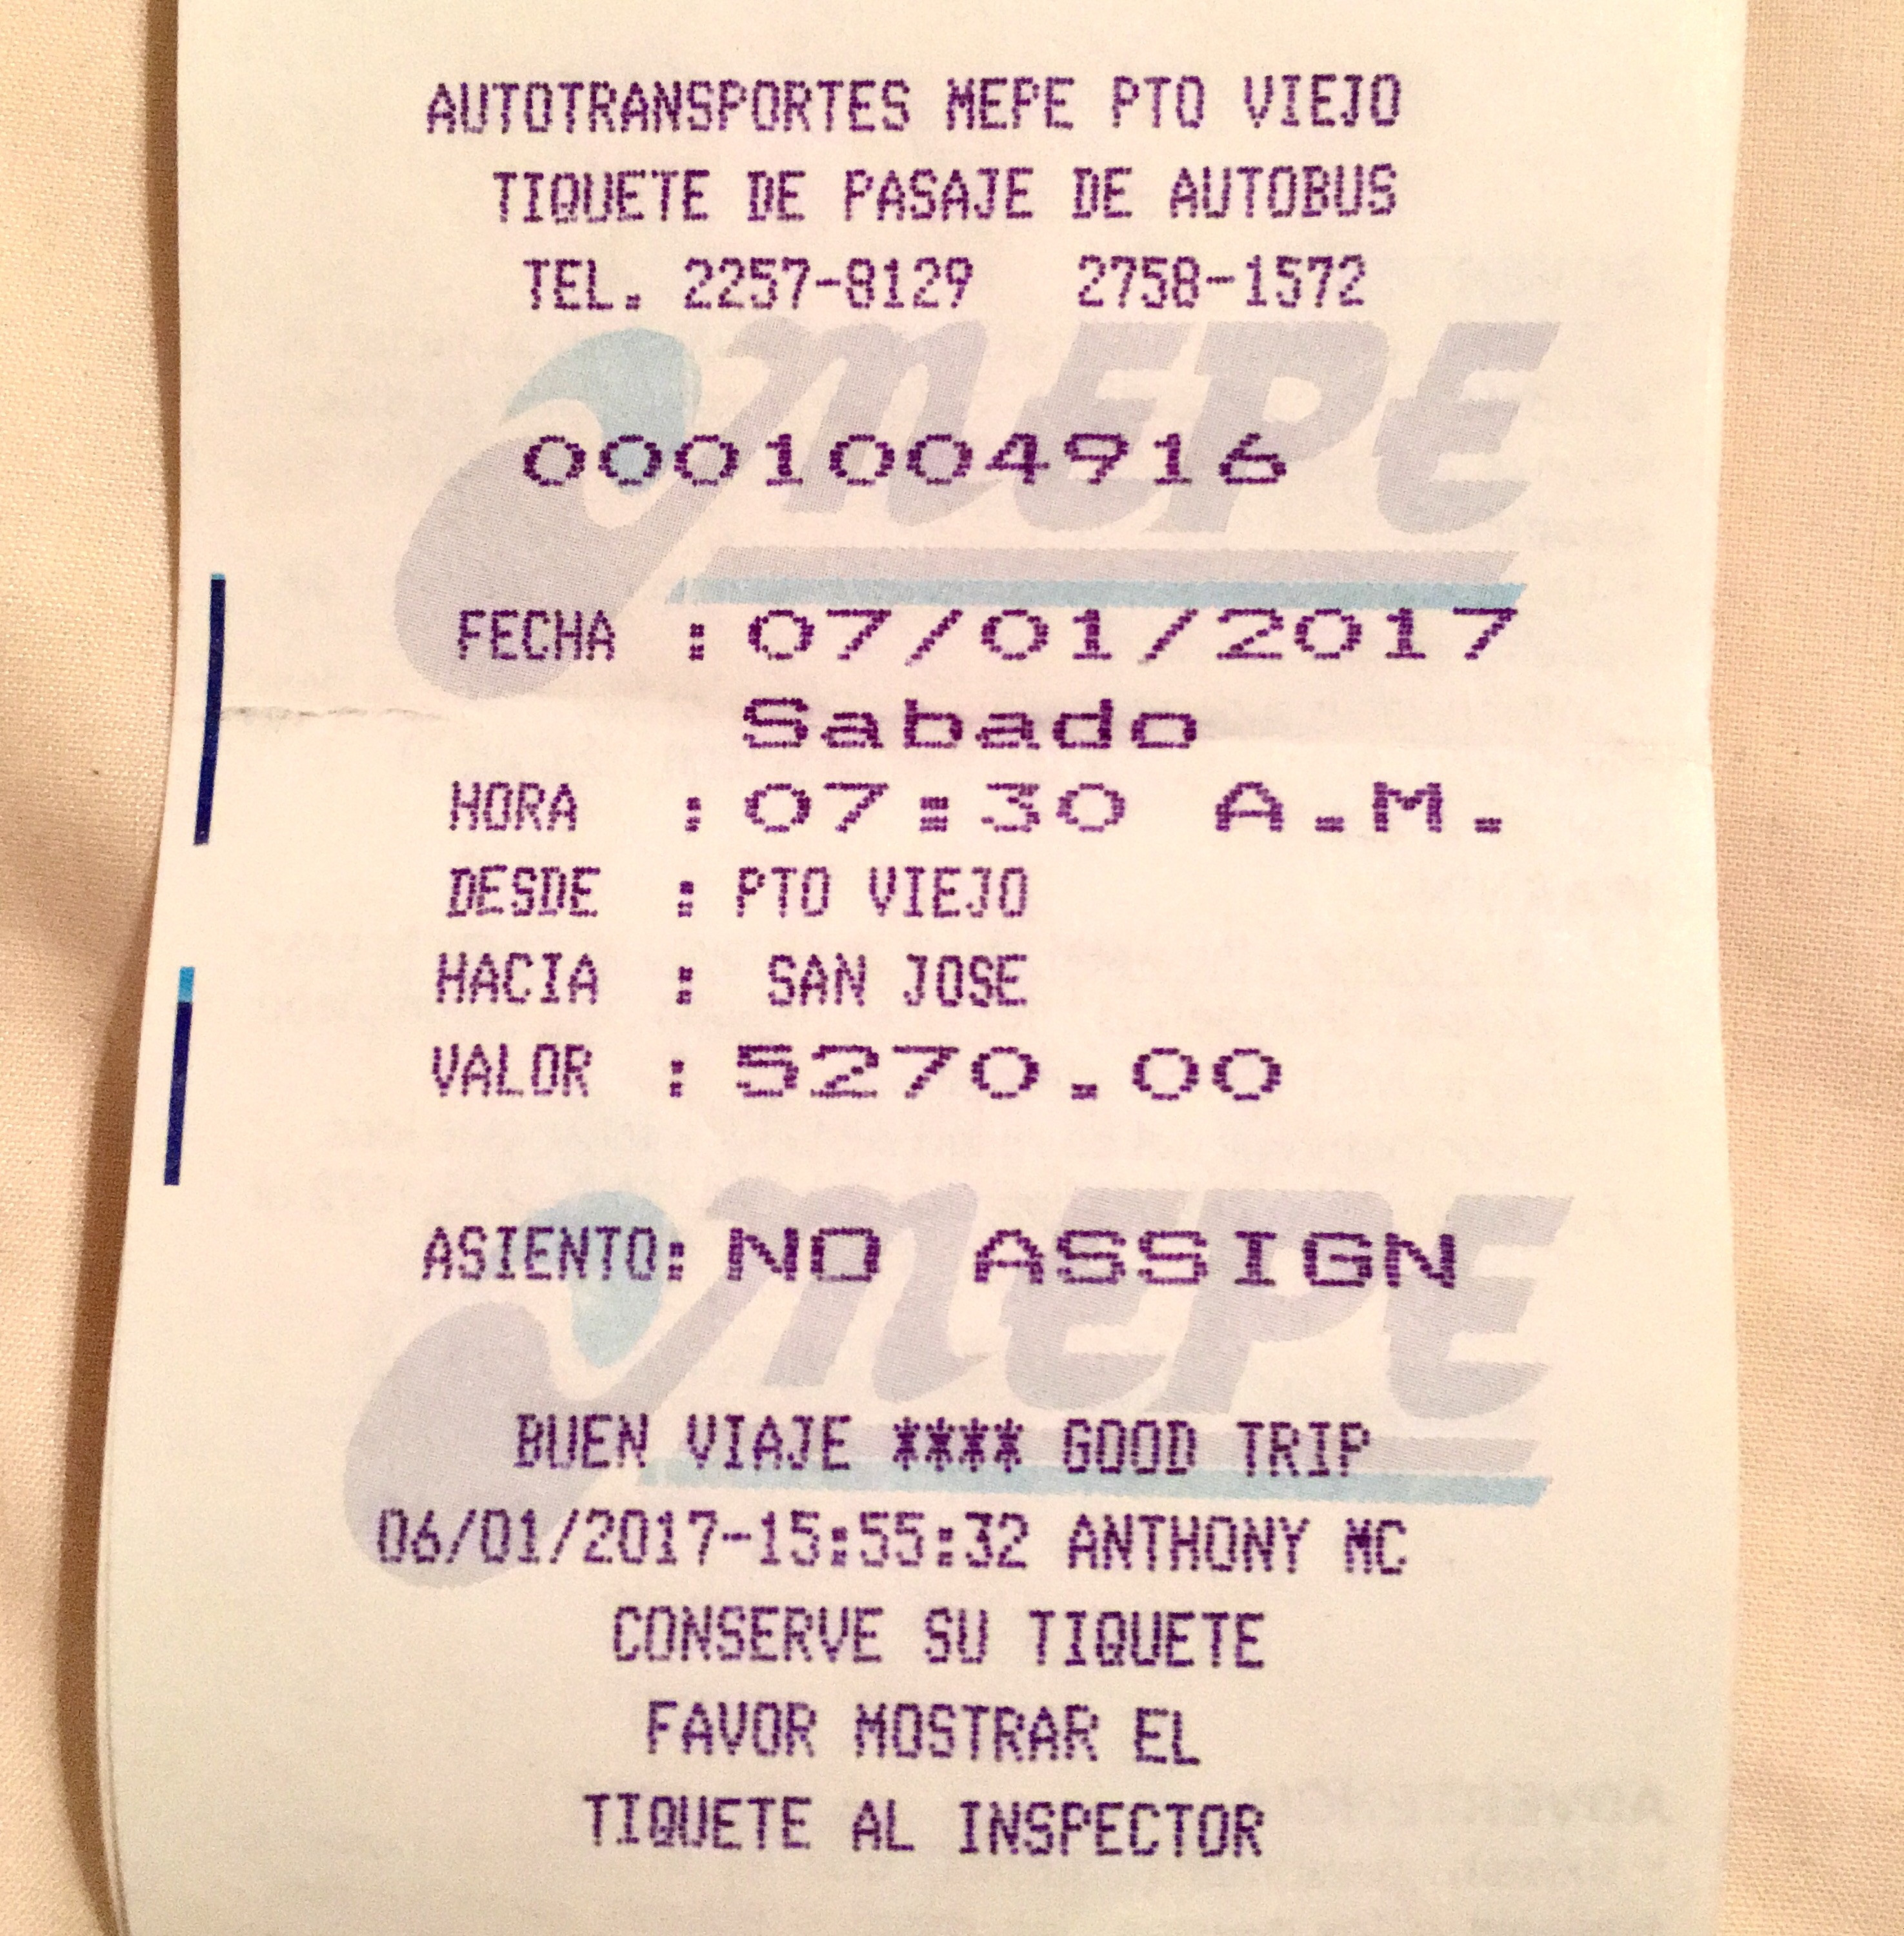 AUTOTRANSPORTES MEPE PTO VIEJO
TIQUETE DE PASAJE DE AUTOBUS
TEL. 2257-8129 2758-1572
MEPE
0001004916
FECHA :07/01/2017
Sabado
HORA :07:30 A.M.
DESDE : PTO VIEJO
HACIA : SAN JOSE
VALOR :5270.00
MEPE
ASIENTO: NO ASSIGN
BUEN VIAJE **** GOOD TRIP
06/01/2017-15:55:32 ANTHONY MC
CONSERVE SU TIQUETE
FAVOR MOSTRAR EL
TIQUETE AL INSPECTOR